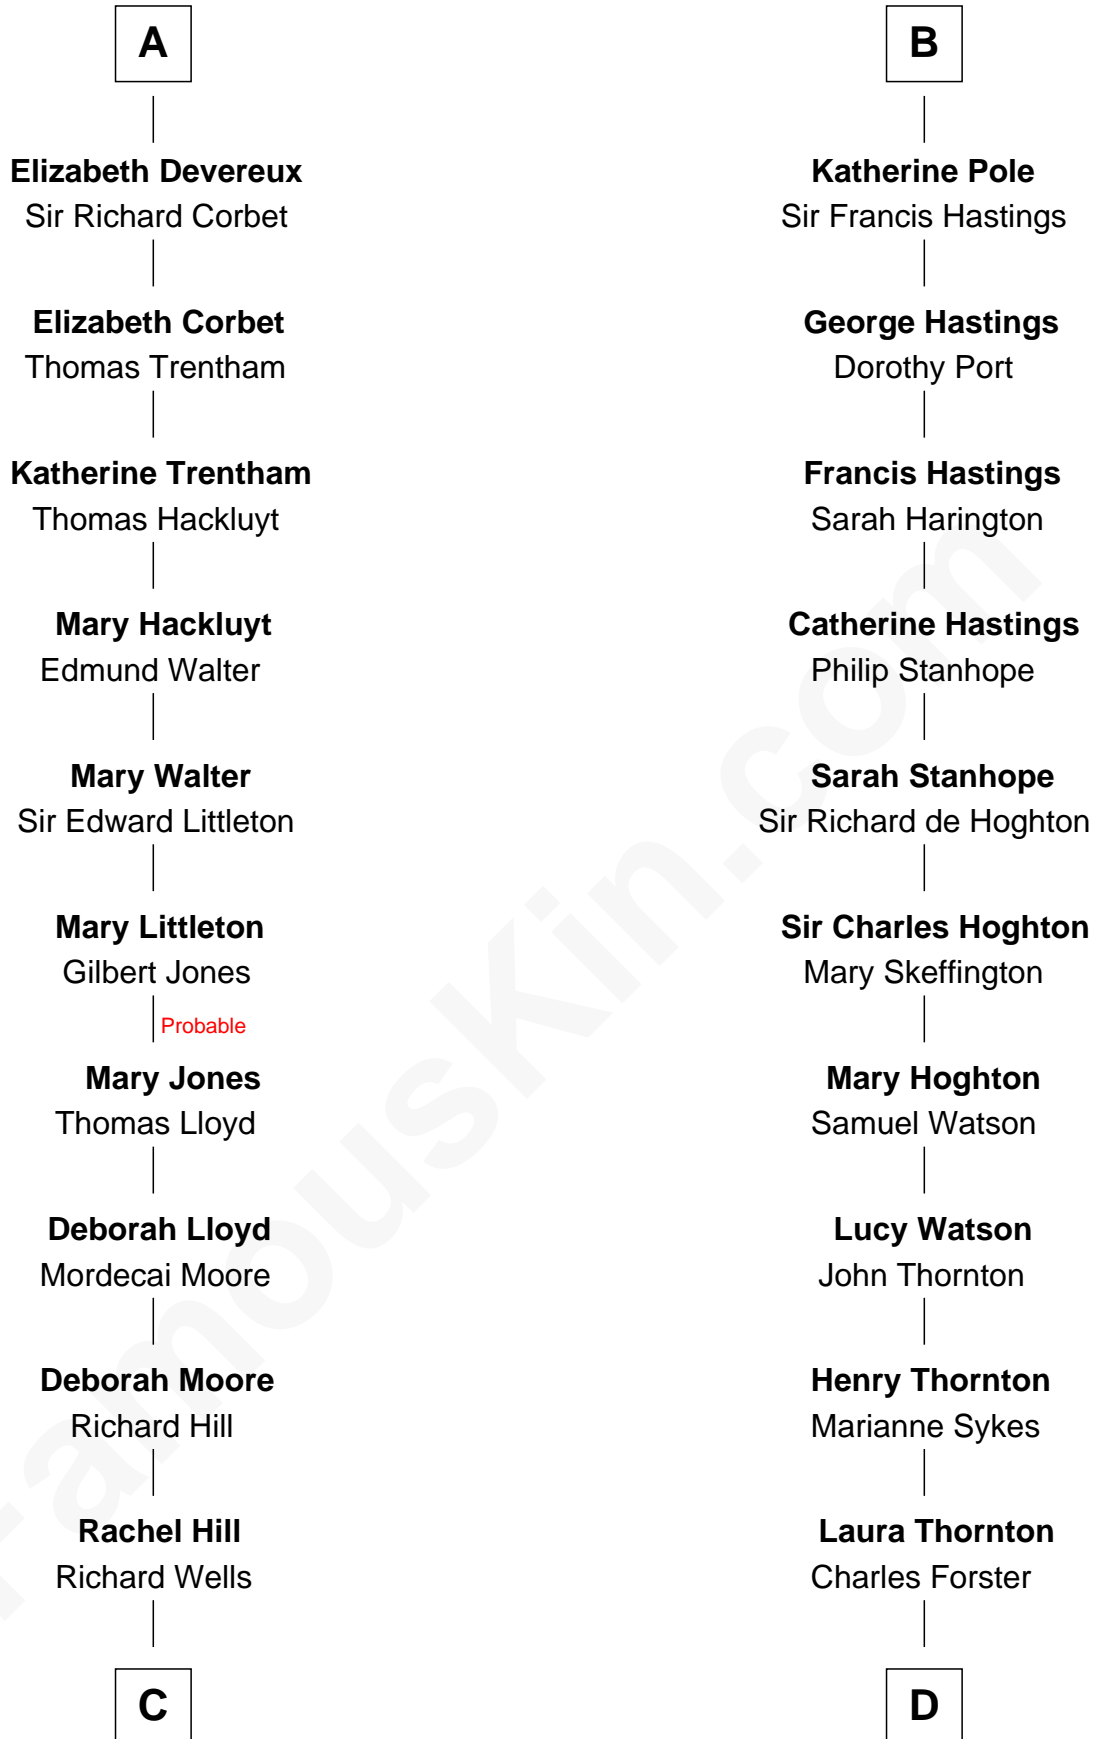 A
Elizabeth Devereux
Sir Richard Corbet
Elizabeth Corbet
Thomas Trentham
Katherine Trentham
Thomas Hackluyt
Mary Hackluyt
Edmund Walter
Mary Walter
Sir Edward Littleton
Mary Littleton
Gilbert Jones
Probable
Mary Jones
Thomas Lloyd
Deborah Lloyd
Mordecai Moore
Deborah Moore
Richard Hill
Rachel Hill
Richard Wells
C
B
Katherine Pole
Sir Francis Hastings
George Hastings
Dorothy Port
Francis Hastings
Sarah Harington
Catherine Hastings
Philip Stanhope
Sarah Stanhope
Sir Richard de Hoghton
Sir Charles Hoghton
Mary Skeffington
Mary Hoghton
Samuel Watson
Lucy Watson
John Thornton
Henry Thornton
Marianne Sykes
Laura Thornton
Charles Forster
D
FamousKin.com